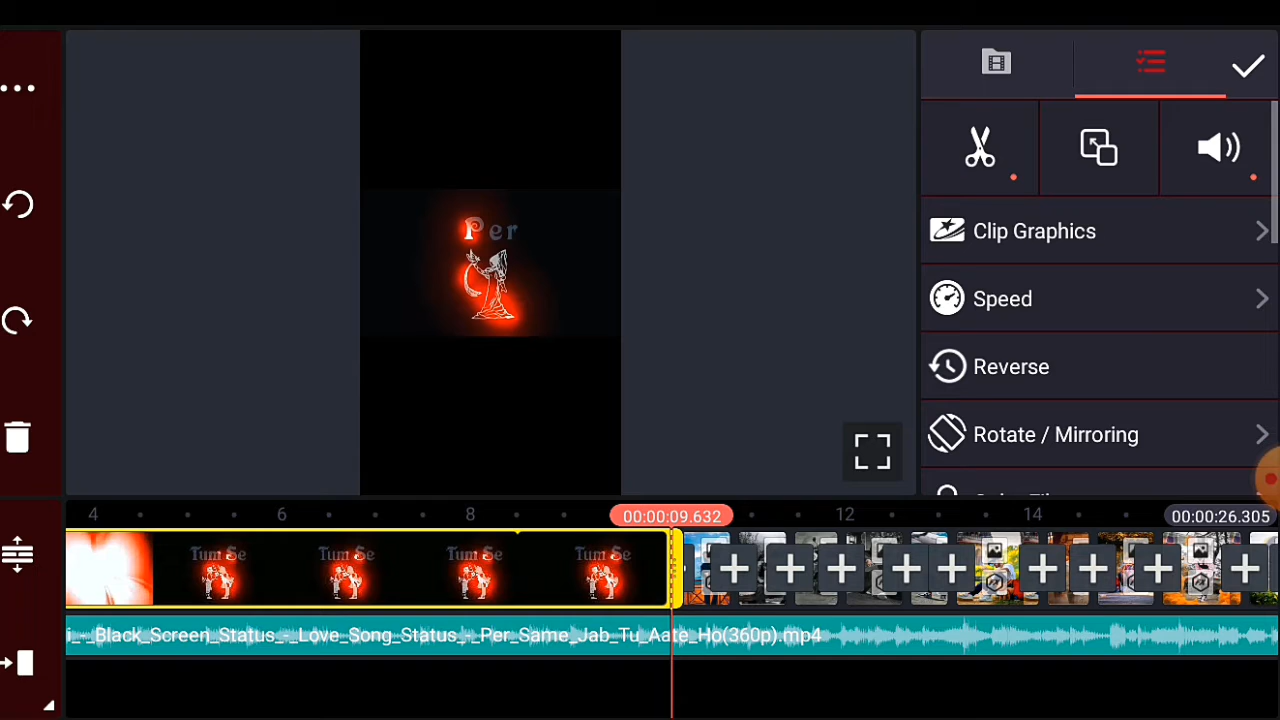 Per
Clip Graphics
Speed
Reverse
Rotate / Mirroring
4 6 8 00:00:09.632 12 14 00:00:26.305
Tum Se Tum Se Tum Se Tum Se
i_-_Black_Screen_Status_-_Love_Song_Status_-_Per_Same_Jab_Tu_Aate_Ho(360p).mp4